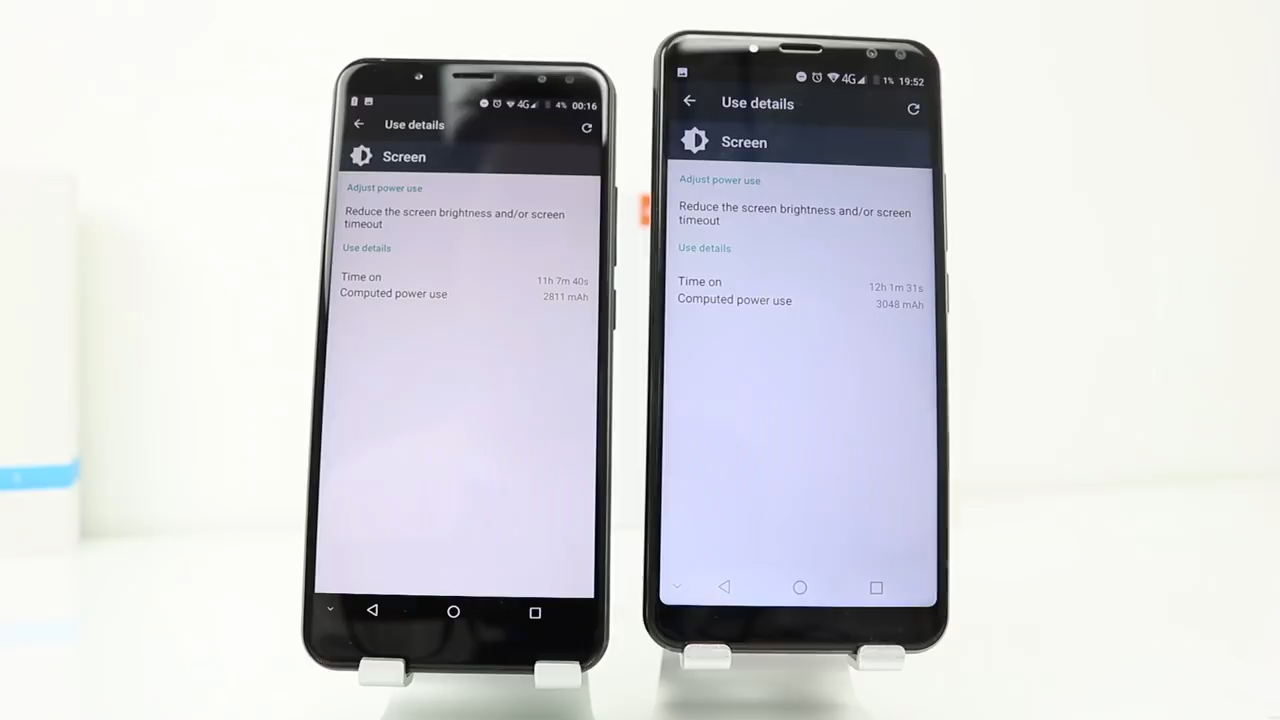 4G 4% 00:16
Use details
Screen
Adjust power use
Reduce the screen brightness and/or screen
timeout
Use details
Time on 11h 7m 40s
Computed power use 2811 mAh
4G 1% 19:52
Use details
Screen
Adjust power use
Reduce the screen brightness and/or screen
timeout
Use details
Time on 12h 1m 31s
Computed power use 3048 mAh